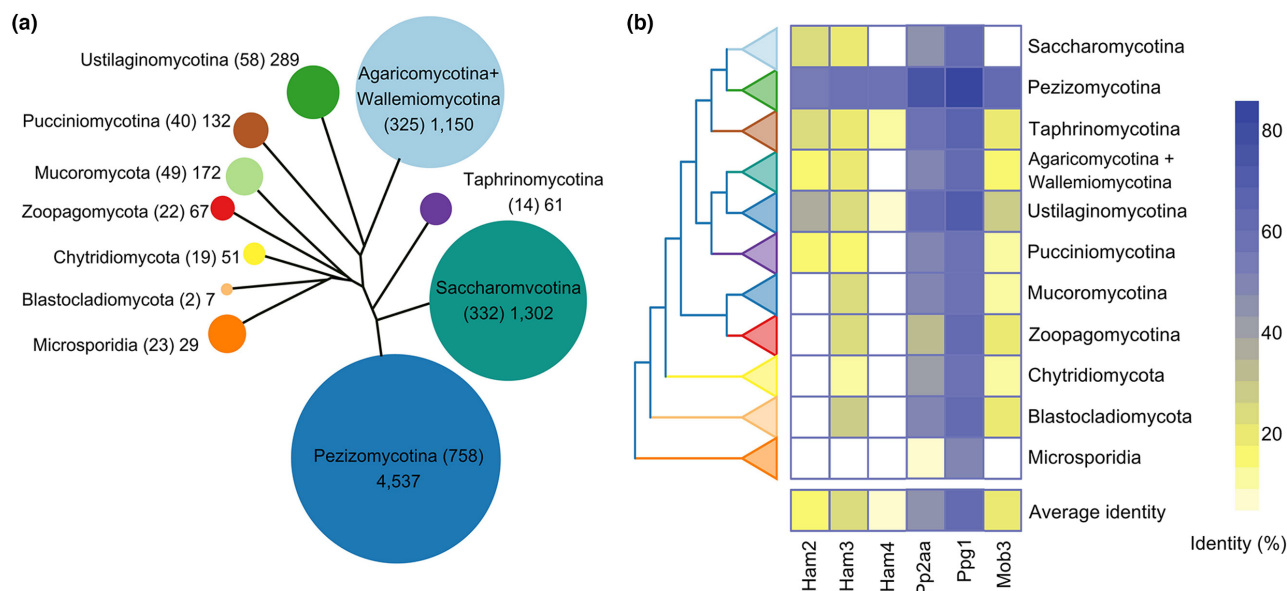 (a)
Ustilaginomycotina (58) 289
Agaricomycotina+
Wallemiomycotina
(325) 1,150
Pucciniomycotina (40) 132
Mucoromycota (49) 172
Taphrinomycotina
(14) 61
Zoopagomycota (22) 67
Chytridiomycota (19) 51
Saccharomvcotina
(332) 1,302
Blastocladiomycota (2) 7
Microsporidia (23) 29
Pezizomycotina (758)
4,537
(b)
Saccharomycotina
Pezizomycotina
Taphrinomycotina
Agaricomycotina +
Wallemiomycotina
Ustilaginomycotina
Pucciniomycotina
Mucoromycotina
Zoopagomycotina
Chytridiomycota
Blastocladiomycota
Microsporidia
Average identity
Ham2
Ham3
Ham4
Pp2aa
Ppg1
Mob3
80
60
40
20
Identity (%)